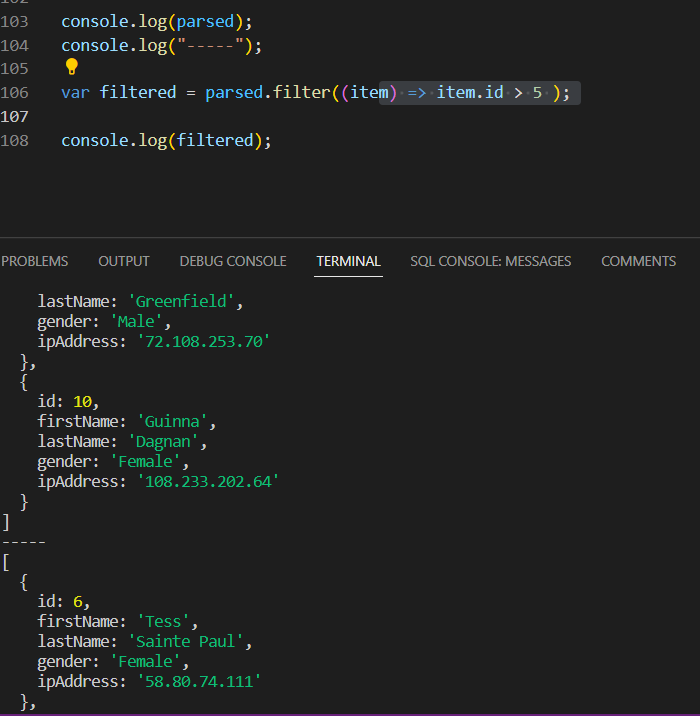 103 console.log(parsed);
104 console.log("-----");
105
106 var filtered = parsed.filter((item) => item.id > 5 );
107
108 console.log(filtered);
PROBLEMS OUTPUT DEBUG CONSOLE TERMINAL SQL CONSOLE: MESSAGES COMMENTS
lastName: 'Greenfield',
gender: 'Male',
ipAddress: '72.108.253.70'
},
{
id: 10,
firstName: 'Guinna',
lastName: 'Dagnan',
gender: 'Female',
ipAddress: '108.233.202.64'
}
]
-----
[
{
id: 6,
firstName: 'Tess',
lastName: 'Sainte Paul',
gender: 'Female',
ipAddress: '58.80.74.111'
},